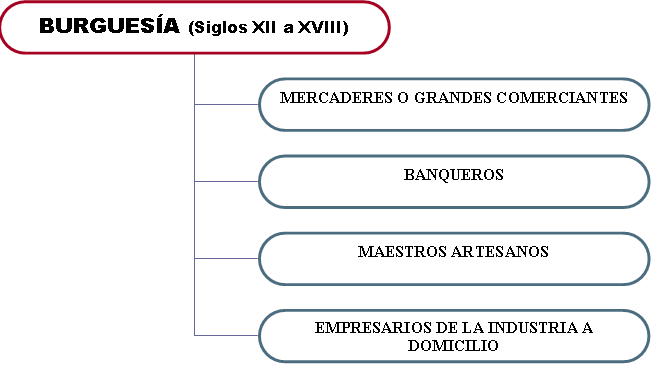 BURGUESÍA (Siglos XII a XVIII)
MERCADERES O GRANDES COMERCIANTES
BANQUEROS
MAESTROS ARTESANOS
EMPRESARIOS DE LA INDUSTRIA A
DOMICILIO